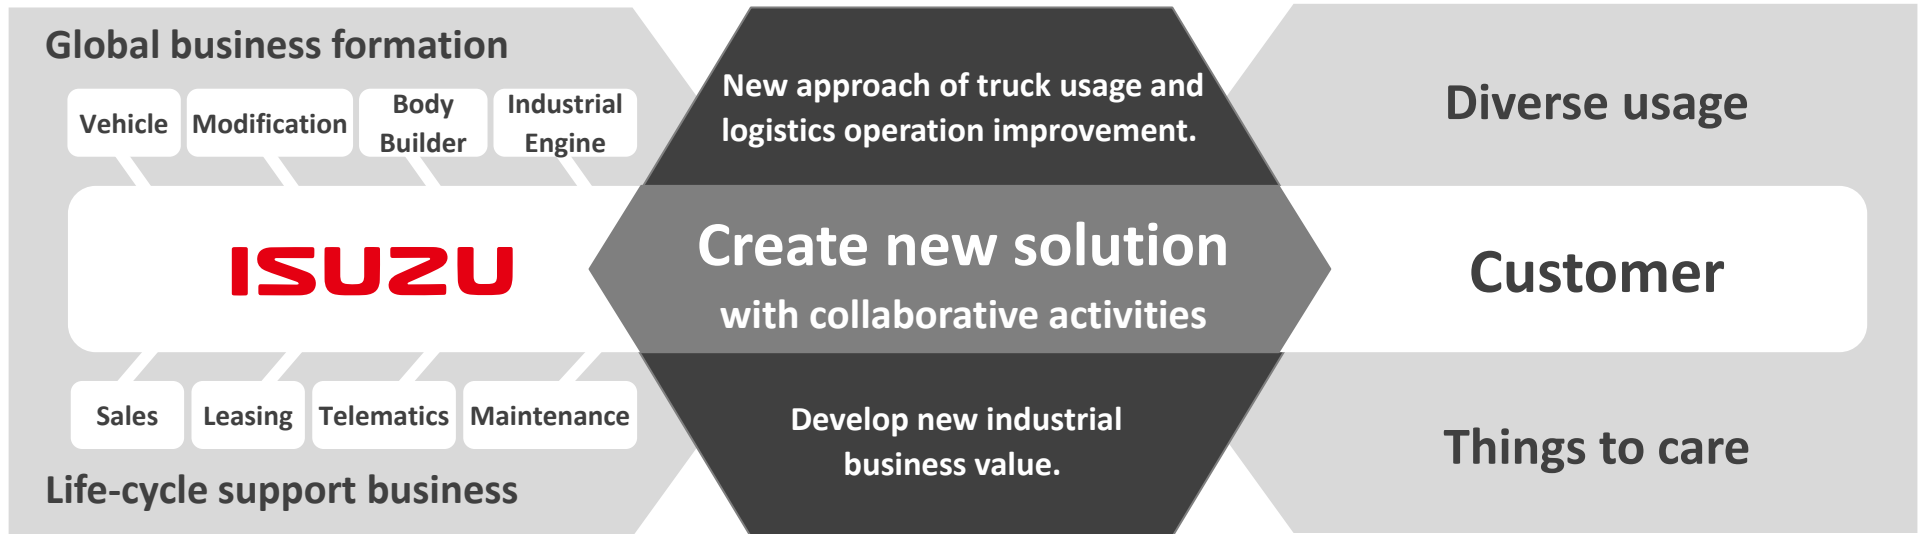 Global business formation
Vehicle
Modification
Body
Builder
Industrial
Engine
ISUZU
Sales
Leasing
Telematics
Maintenance
Life-cycle support business
New approach of truck usage and
logistics operation improvement.
Create new solution
with collaborative activities
Develop new industrial
business value.
Diverse usage
Customer
Things to care